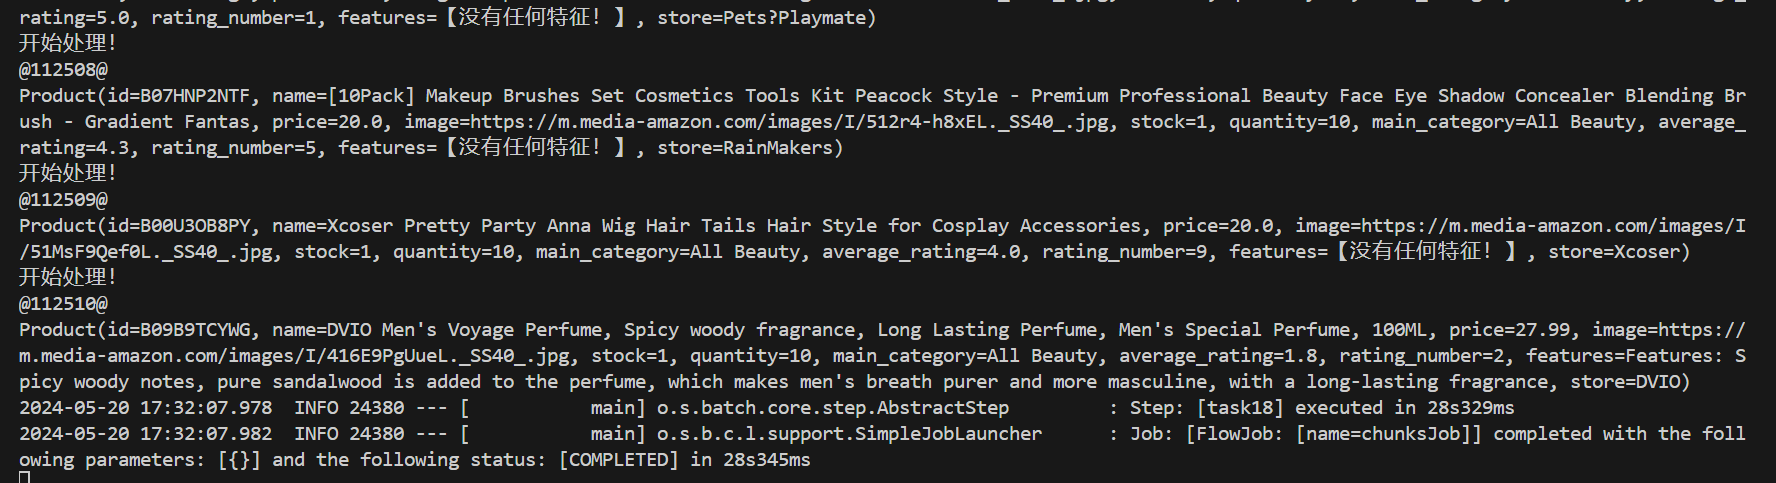 rating=5.0, rating_number=1, features=【没有任何特征！】, store=Pets?Playmate)
开始处理！
@112508@
Product(id=B07HNP2NTF, name=[10Pack] Makeup Brushes Set Cosmetics Tools Kit Peacock Style - Premium Professional Beauty Face Eye Shadow Concealer Blending Br
ush - Gradient Fantas, price=20.0, image=https://m.media-amazon.com/images/I/512r4-h8xEL._SS40_.jpg, stock=1, quantity=10, main_category=All Beauty, average_
rating=4.3, rating_number=5, features=【没有任何特征！】, store=RainMakers)
开始处理！
@112509@
Product(id=B00U3OB8PY, name=Xcoser Pretty Party Anna Wig Hair Tails Hair Style for Cosplay Accessories, price=20.0, image=https://m.media-amazon.com/images/I
/51MsF9Qef0L._SS40_.jpg, stock=1, quantity=10, main_category=All Beauty, average_rating=4.0, rating_number=9, features=【没有任何特征！】, store=Xcoser)
开始处理！
@112510@
Product(id=B09B9TCYWG, name=DVIO Men's Voyage Perfume, Spicy woody fragrance, Long Lasting Perfume, Men's Special Perfume, 100ML, price=27.99, image=https://
m.media-amazon.com/images/I/416E9PgUueL._SS40_.jpg, stock=1, quantity=10, main_category=All Beauty, average_rating=1.8, rating_number=2, features=Features: S
picy woody notes, pure sandalwood is added to the perfume, which makes men's breath purer and more masculine, with a long-lasting fragrance, store=DVIO)
2024-05-20 17:32:07.978  INFO 24380 --- [           main] o.s.batch.core.step.AbstractStep         : Step: [task18] executed in 28s329ms
2024-05-20 17:32:07.982  INFO 24380 --- [           main] o.s.b.c.l.support.SimpleJobLauncher      : Job: [FlowJob: [name=chunksJob]] completed with the foll
owing parameters: [{}] and the following status: [COMPLETED] in 28s345ms